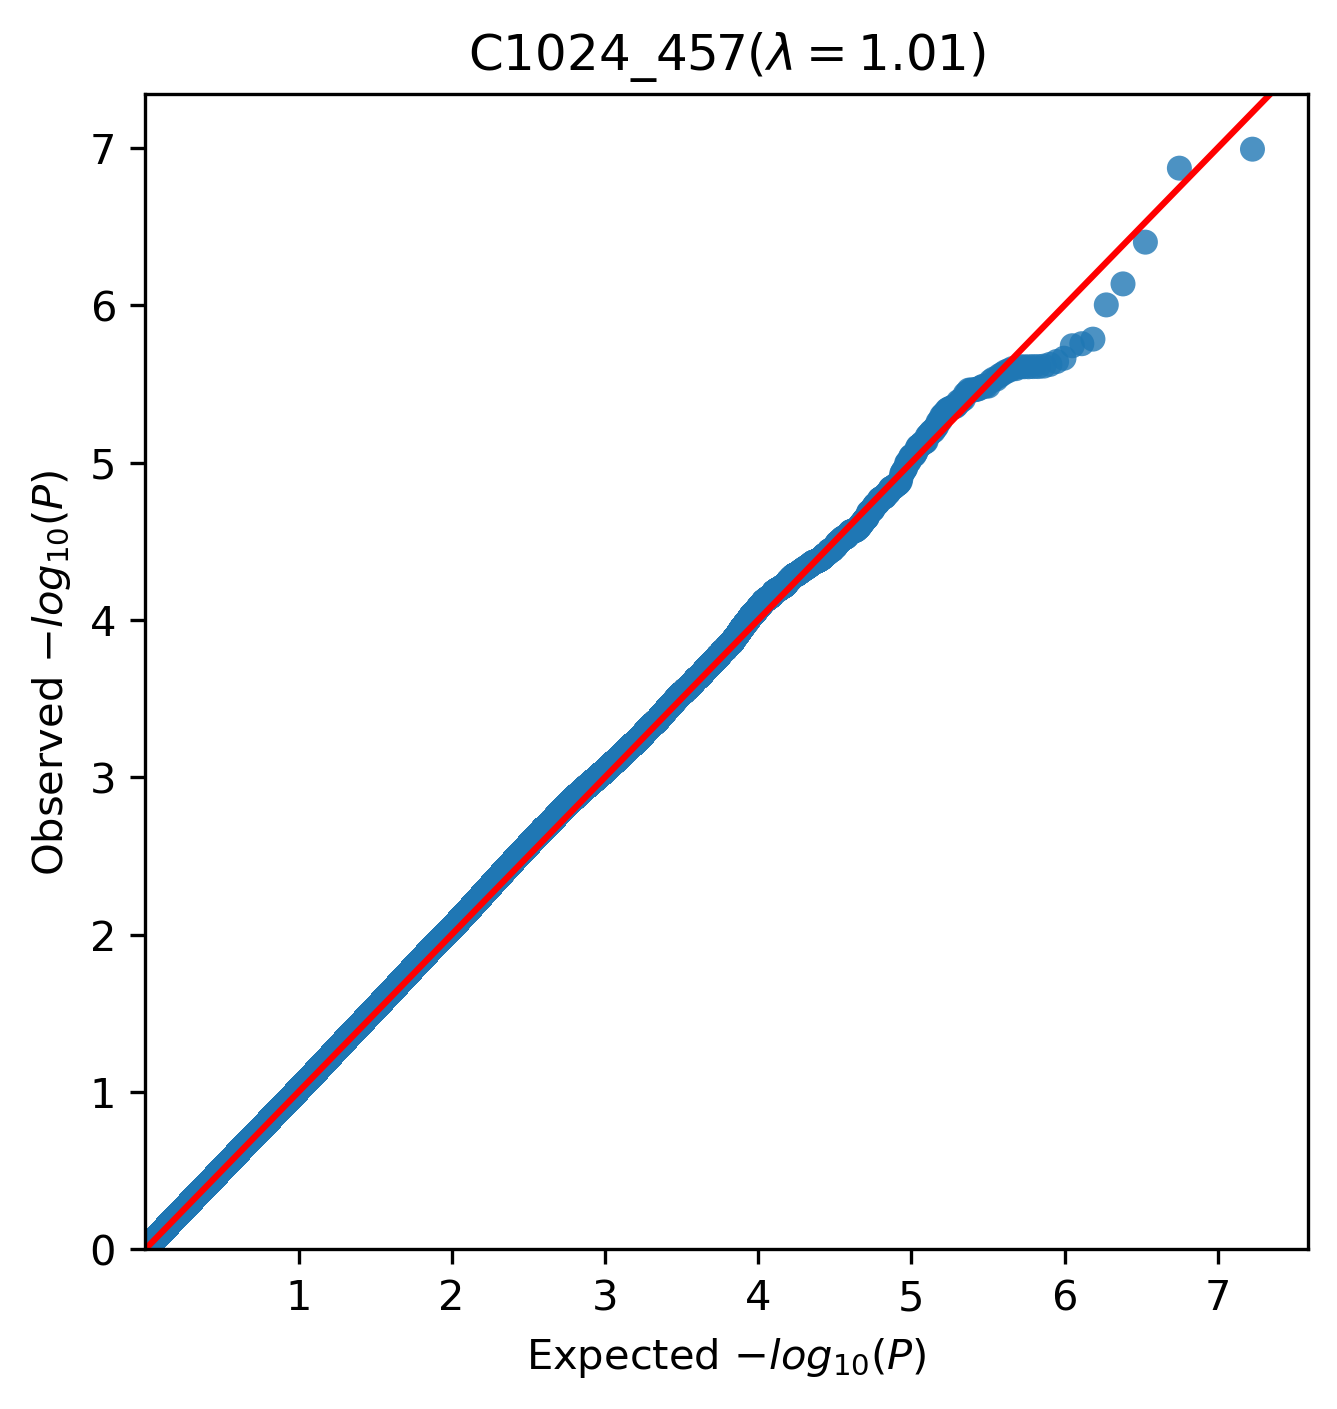 C1024_457(λ = 1.01)
Observed −log₁₀(P)
7
6
5
4
3
2
1
0
1 2 3 4 5 6 7
Expected −log₁₀(P)